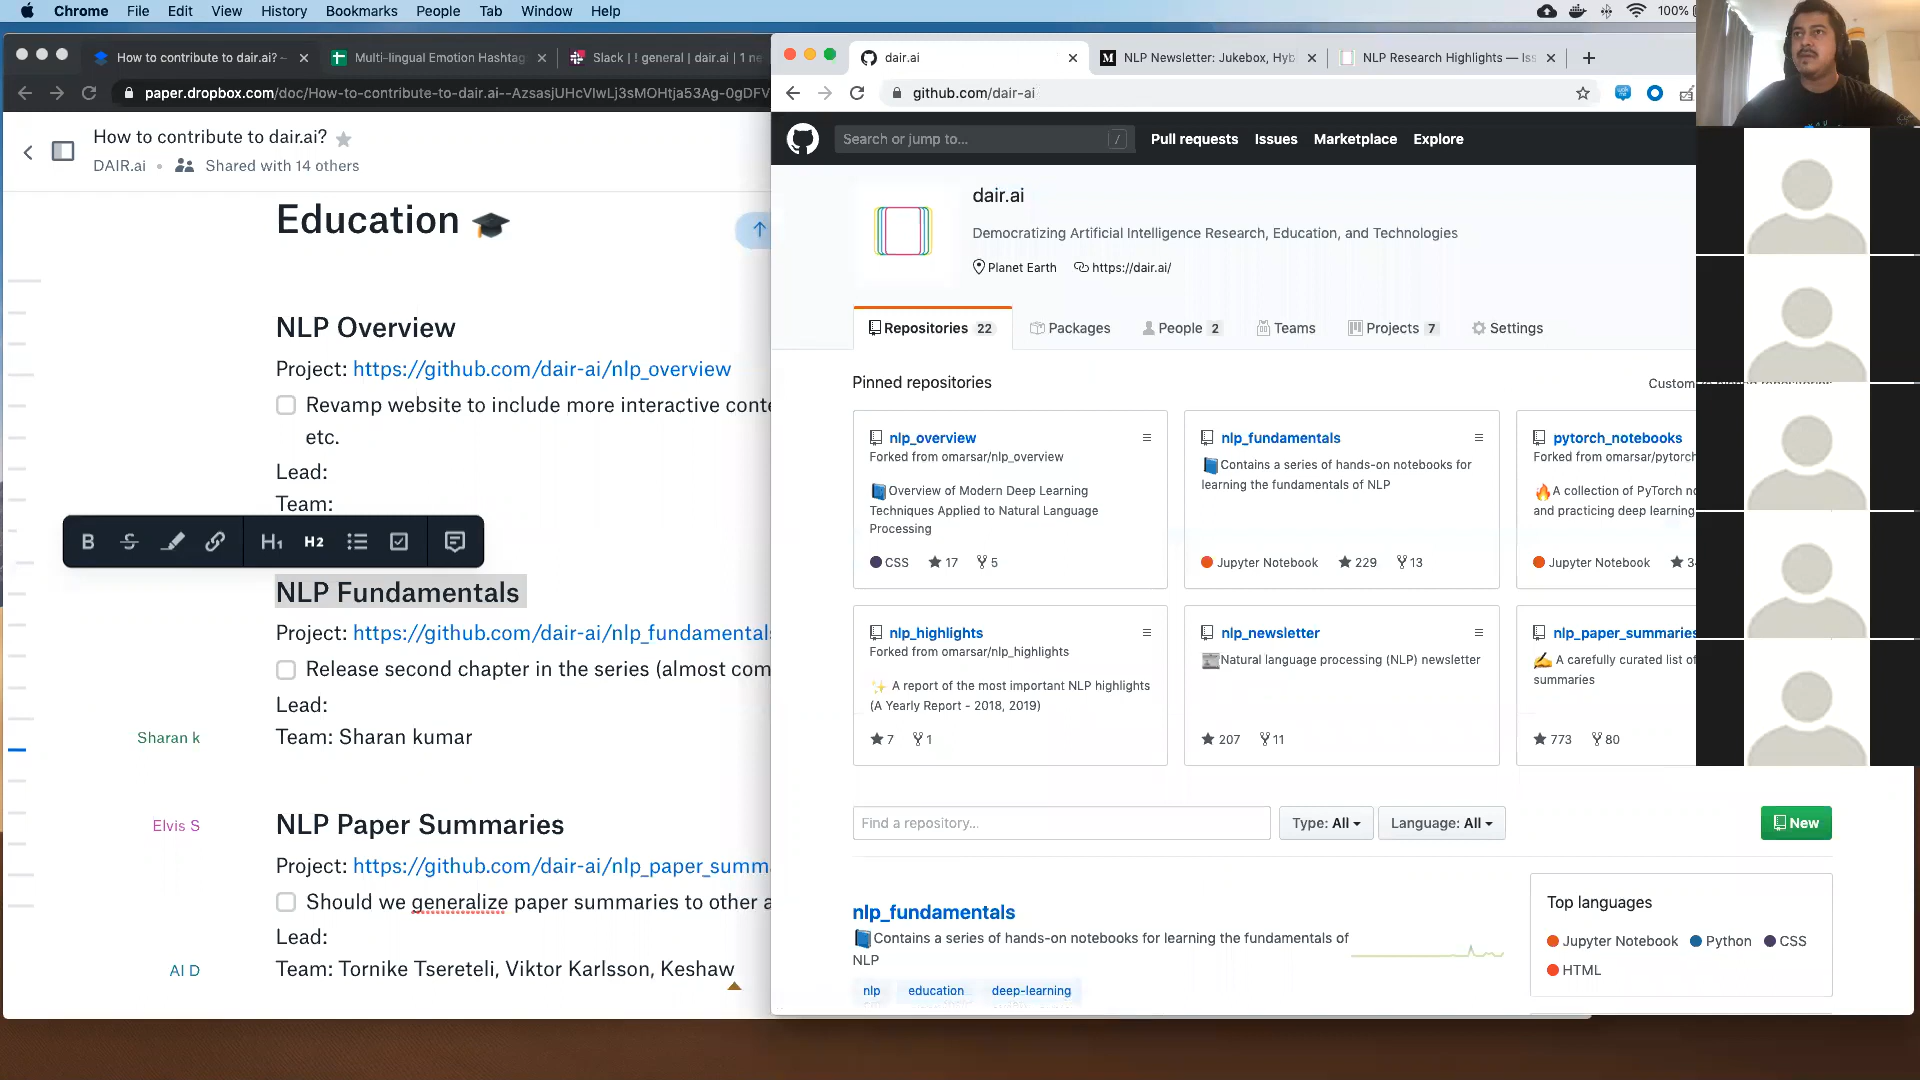 Chrome File Edit View History Bookmarks People Tab Window Help
100%
How to contribute to dair.ai? -
Multi-lingual Emotion Hashtag
Slack | ! general | dair.ai | 1 ne
paper.dropbox.com/doc/How-to-contribute-to-dair.ai--
How to contribute to dair.ai?
DAIR.ai • Shared with 14 others
Education
NLP Overview
Project: https://github.com/dair-ai/nlp_overview
Revamp website to include more interactive conte
etc.
Lead:
Team:
B S H1 H2
NLP Fundamentals
Project: https://github.com/dair-ai/nlp_fundamentals
Release second chapter in the series (almost com
Lead:
Sharan k
Team: Sharan kumar
Elvis S
NLP Paper Summaries
Project: https://github.com/dair-ai/nlp_paper_summ
Should we generalize paper summaries to other a
Lead:
Al D
Team: Tornike Tsereteli, Viktor Karlsson, Keshaw
dair.ai
NLP Newsletter: Jukebox, Hyb
NLP Research Highlights — Iss
github.com/dair-ai
Search or jump to... /
Pull requests Issues Marketplace Explore
dair.ai
Democratizing Artificial Intelligence Research, Education, and Technologies
Planet Earth https://dair.ai/
Repositories 22 Packages People 2 Teams Projects 7 Settings
Pinned repositories
Custom
nlp_overview
Forked from omarsar/nlp_overview
Overview of Modern Deep Learning
Techniques Applied to Natural Language
Processing
CSS 17 5
nlp_fundamentals
Contains a series of hands-on notebooks for
learning the fundamentals of NLP
Jupyter Notebook 229 13
pytorch_notebooks
Forked from omarsar/pytorch
A collection of PyTorch no
and practicing deep learning
Jupyter Notebook 34
nlp_highlights
Forked from omarsar/nlp_highlights
A report of the most important NLP highlights
(A Yearly Report - 2018, 2019)
7 1
nlp_newsletter
Natural language processing (NLP) newsletter
207 11
nlp_paper_summaries
A carefully curated list of
summaries
773 80
Find a repository...
Type: All
Language: All
New
nlp_fundamentals
Contains a series of hands-on notebooks for learning the fundamentals of
NLP
nlp education deep-learning
Top languages
Jupyter Notebook Python CSS
HTML